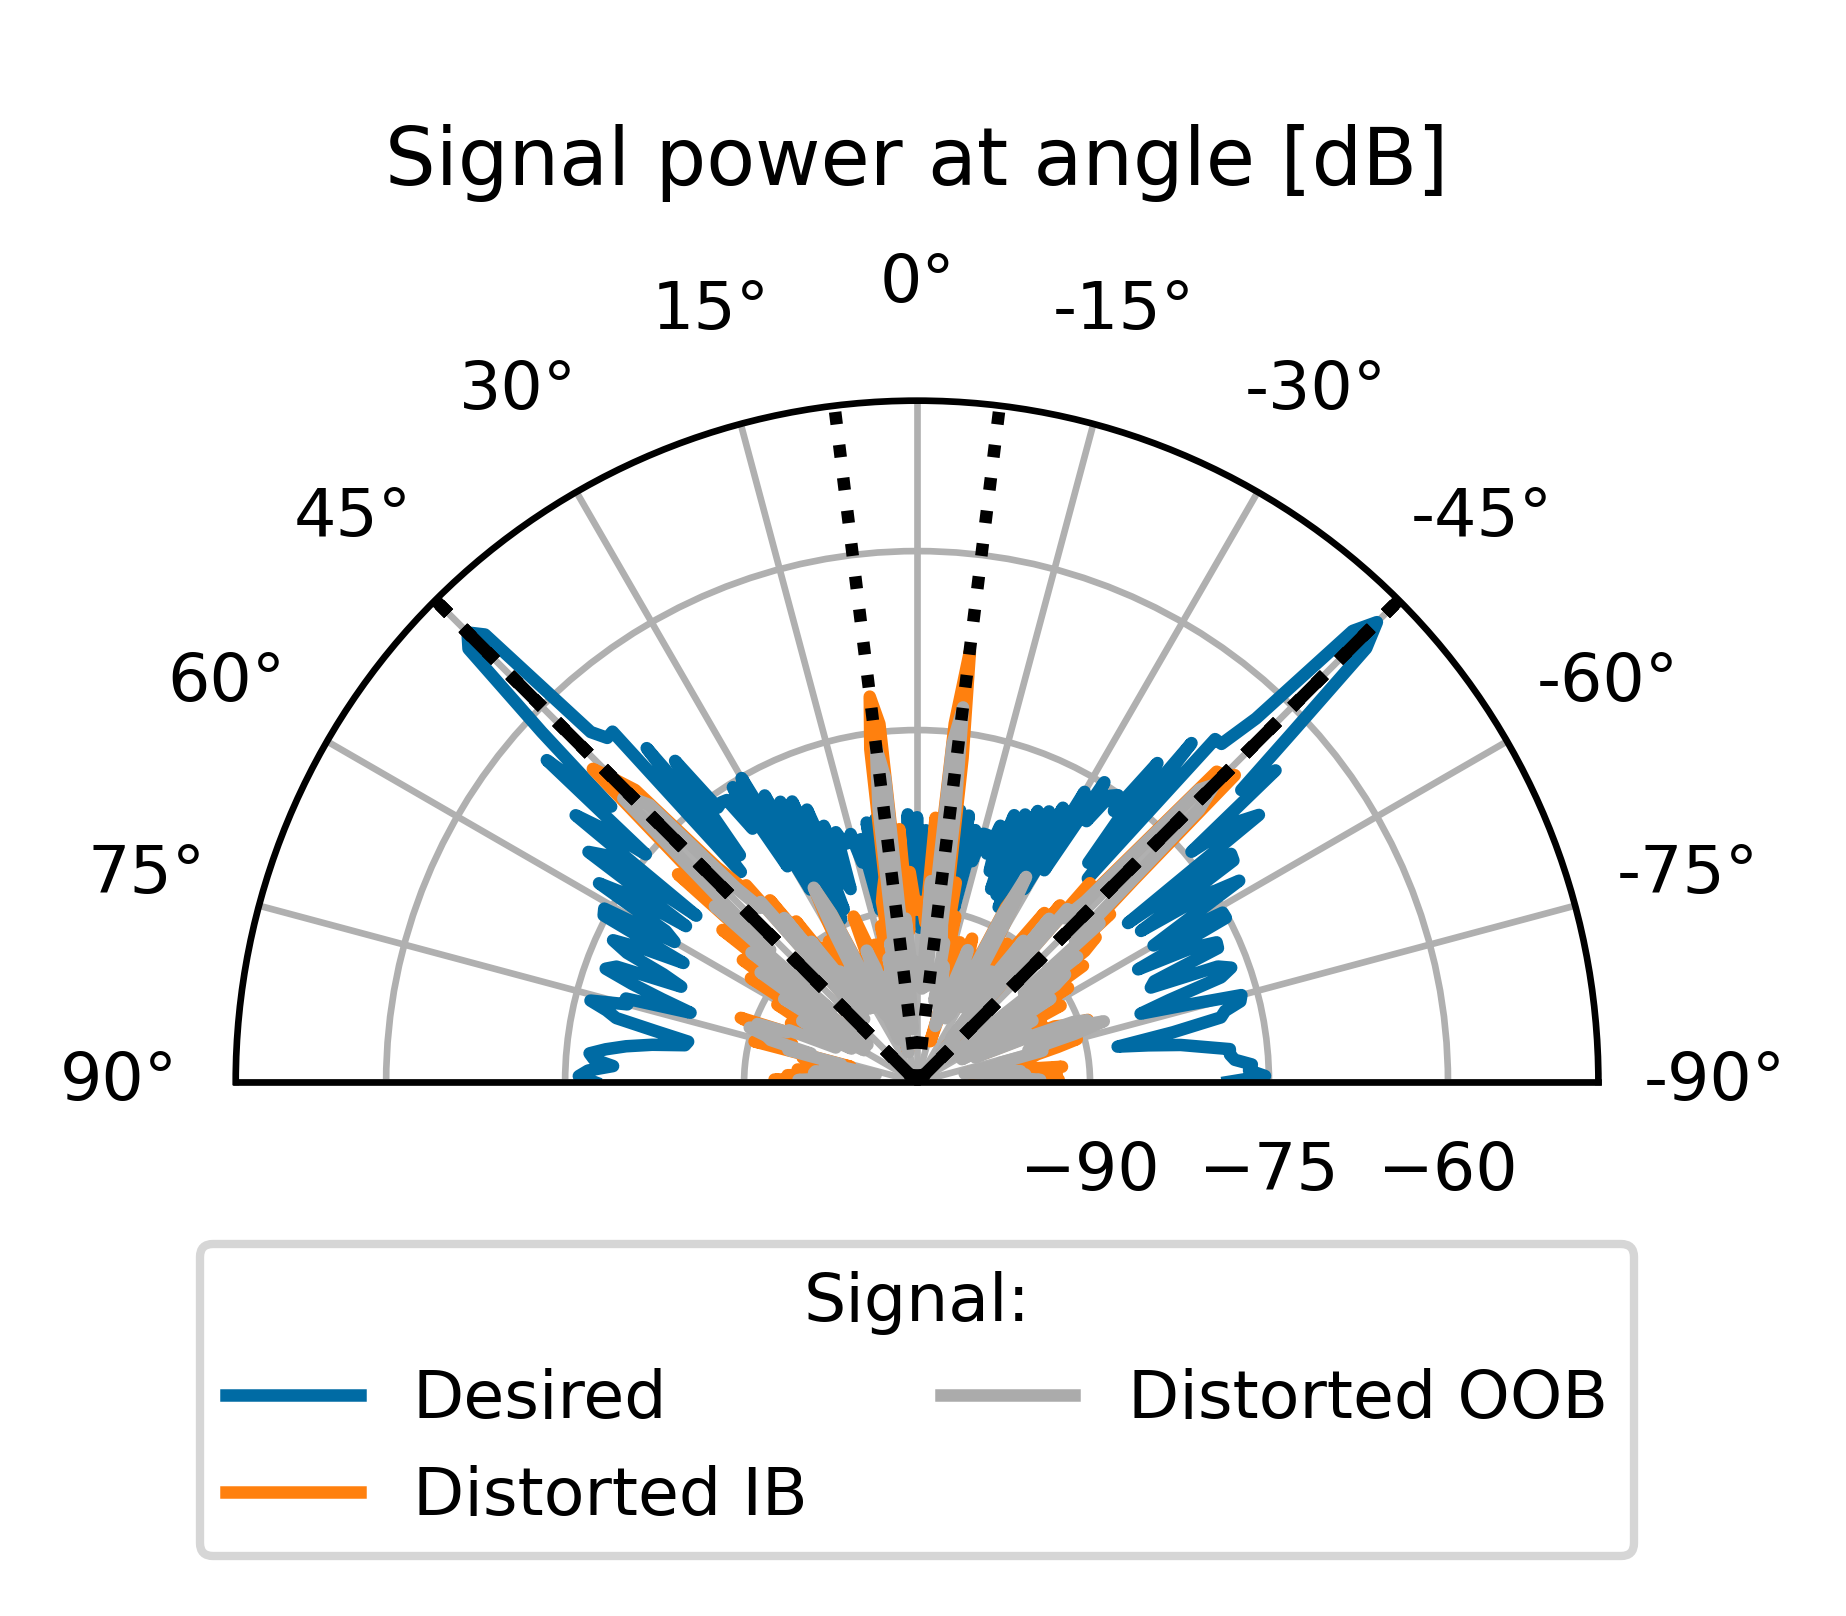 Signal power at angle [dB]
0°
15° -15°
30° -30°
45° -45°
60° -60°
75° -75°
90° -90°
−90 −75 −60
Signal:
Desired Distorted OOB
Distorted IB